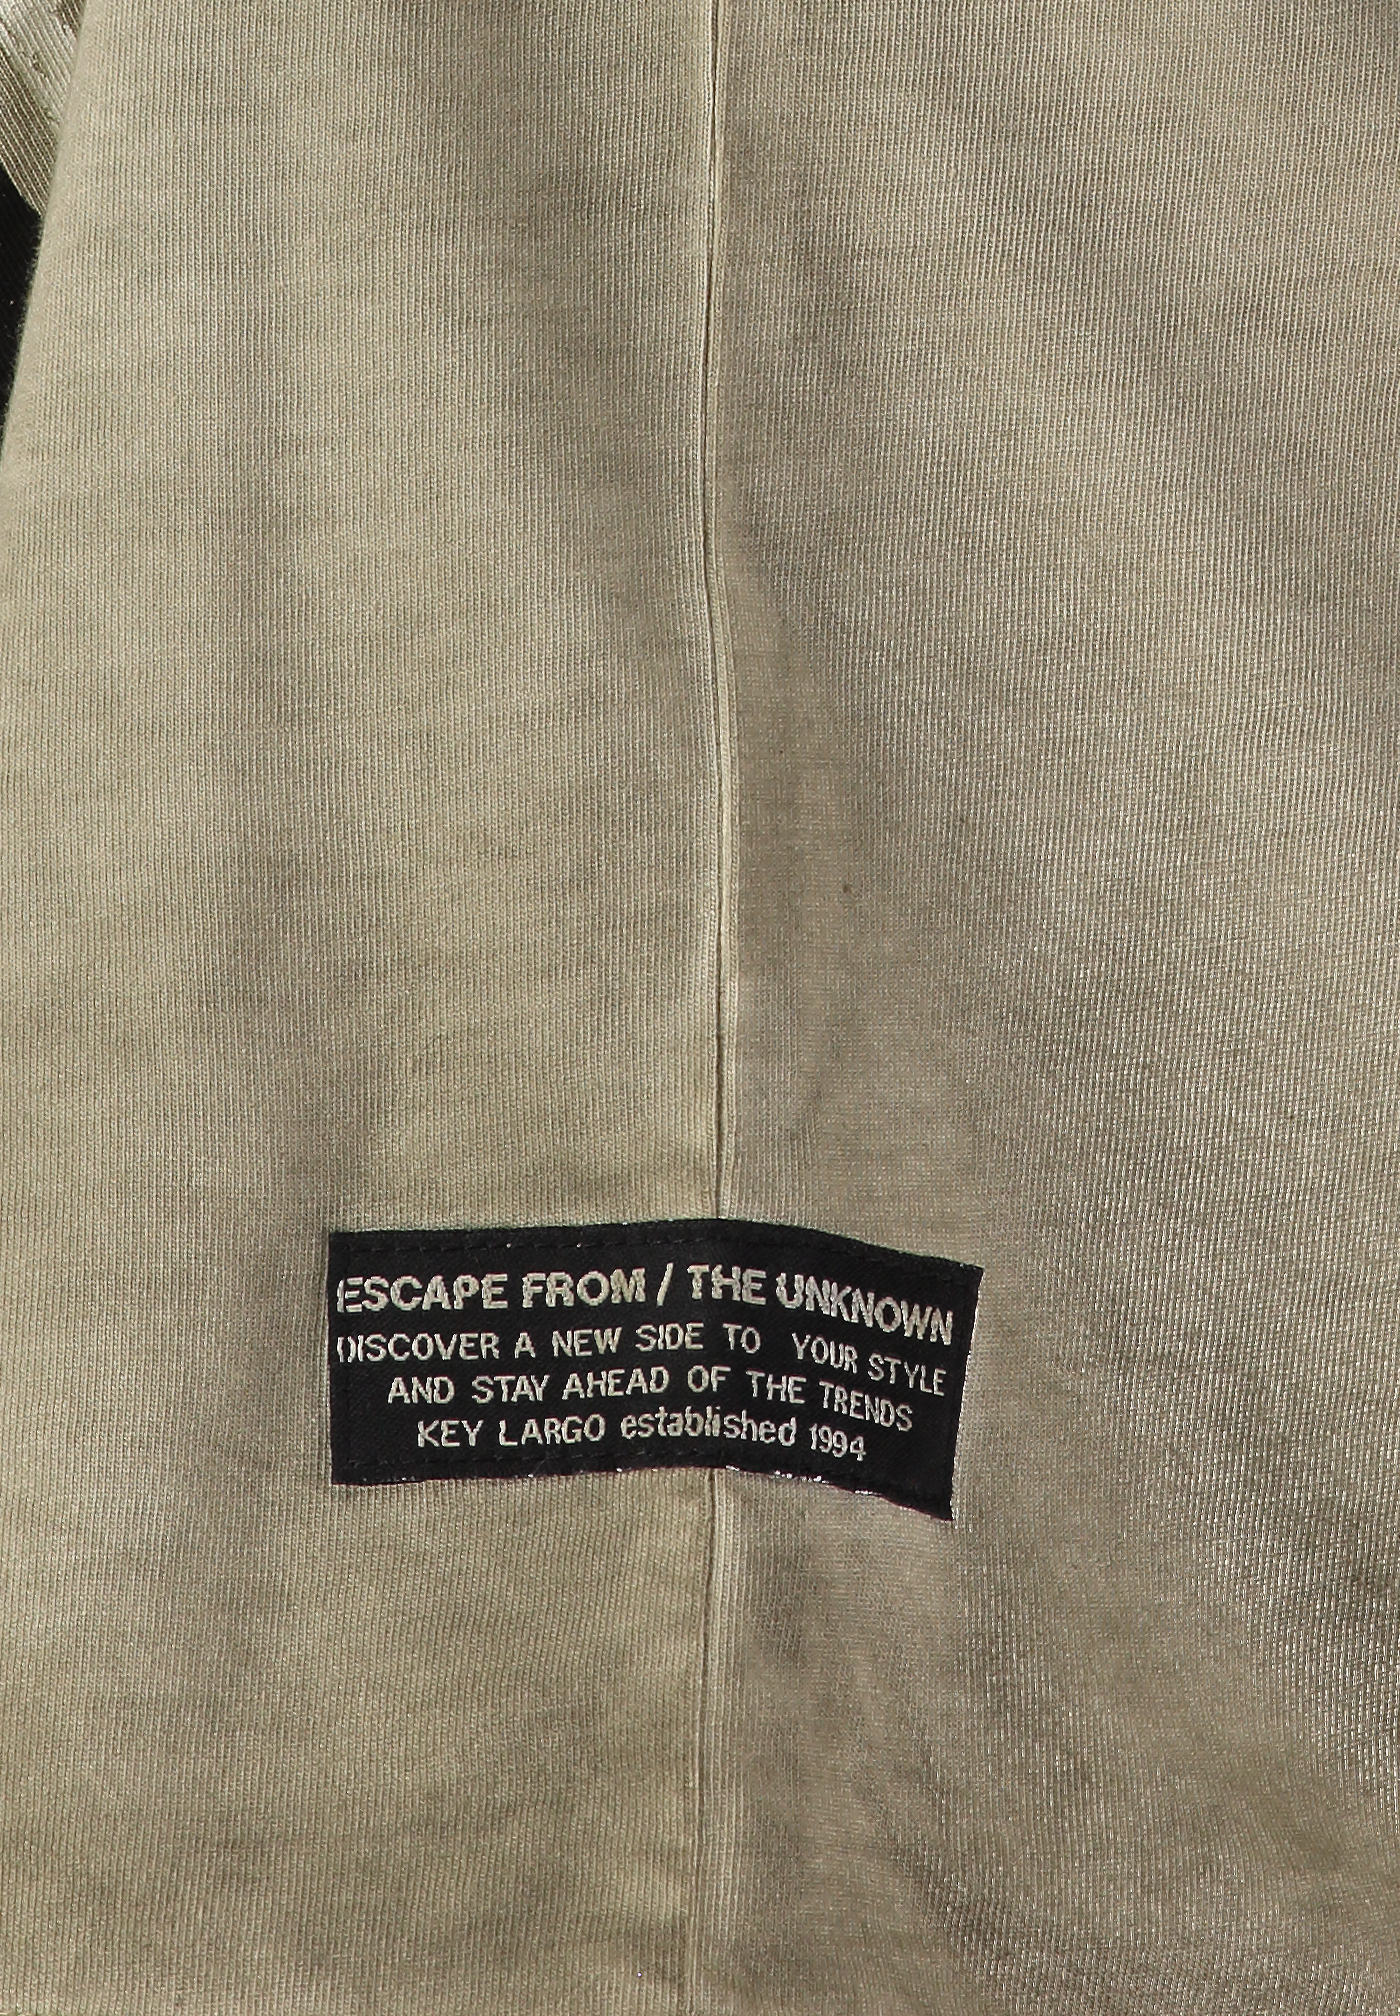 ESCAPE FROM / THE UNKNOWN
DISCOVER A NEW SIDE TO YOUR STYLE
AND STAY AHEAD OF THE TRENDS
KEY LARGO established 1994